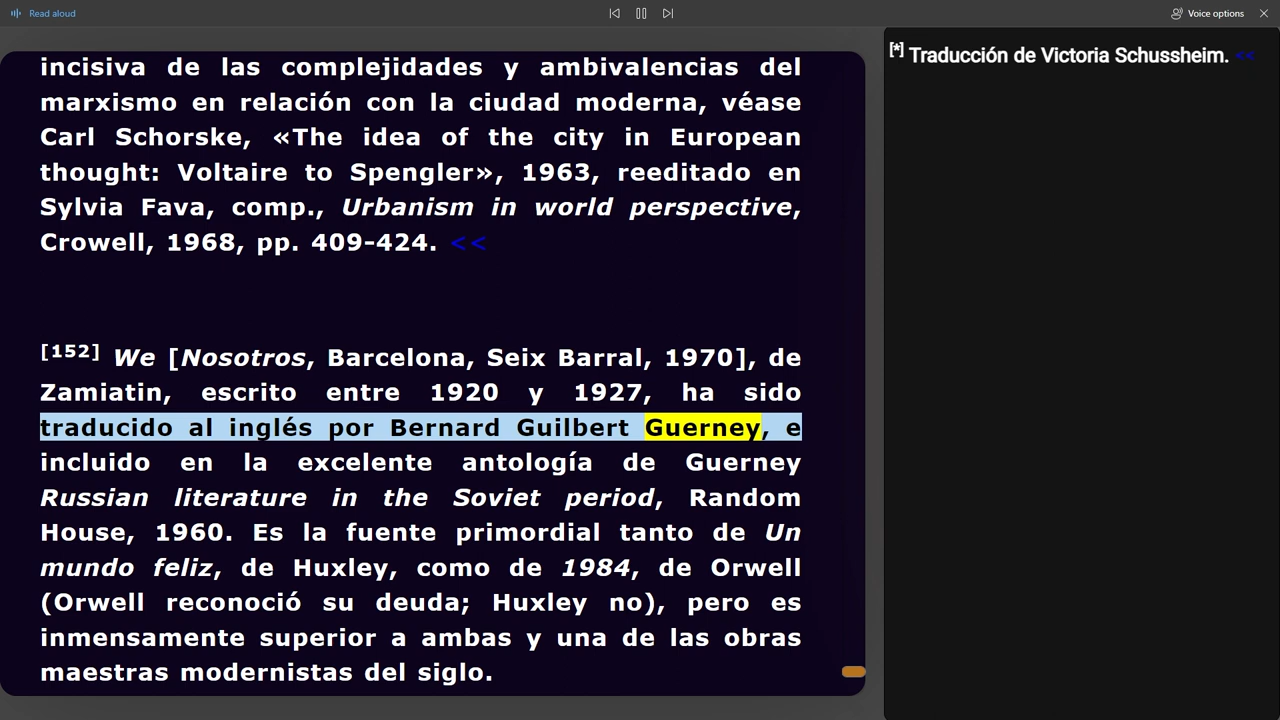 Read aloud
Voice options
incisiva de las complejidades y ambivalencias del
marxismo en relación con la ciudad moderna, véase
Carl Schorske, «The idea of the city in European
thought: Voltaire to Spengler», 1963, reeditado en
Sylvia Fava, comp., Urbanism in world perspective,
Crowell, 1968, pp. 409-424. <<
[152] We [Nosotros, Barcelona, Seix Barral, 1970], de
Zamiatin, escrito entre 1920 y 1927, ha sido
traducido al inglés por Bernard Guilbert Guerney, e
incluido en la excelente antología de Guerney
Russian literature in the Soviet period, Random
House, 1960. Es la fuente primordial tanto de Un
mundo feliz, de Huxley, como de 1984, de Orwell
(Orwell reconoció su deuda; Huxley no), pero es
inmensamente superior a ambas y una de las obras
maestras modernistas del siglo.
[*] Traducción de Victoria Schussheim. <<